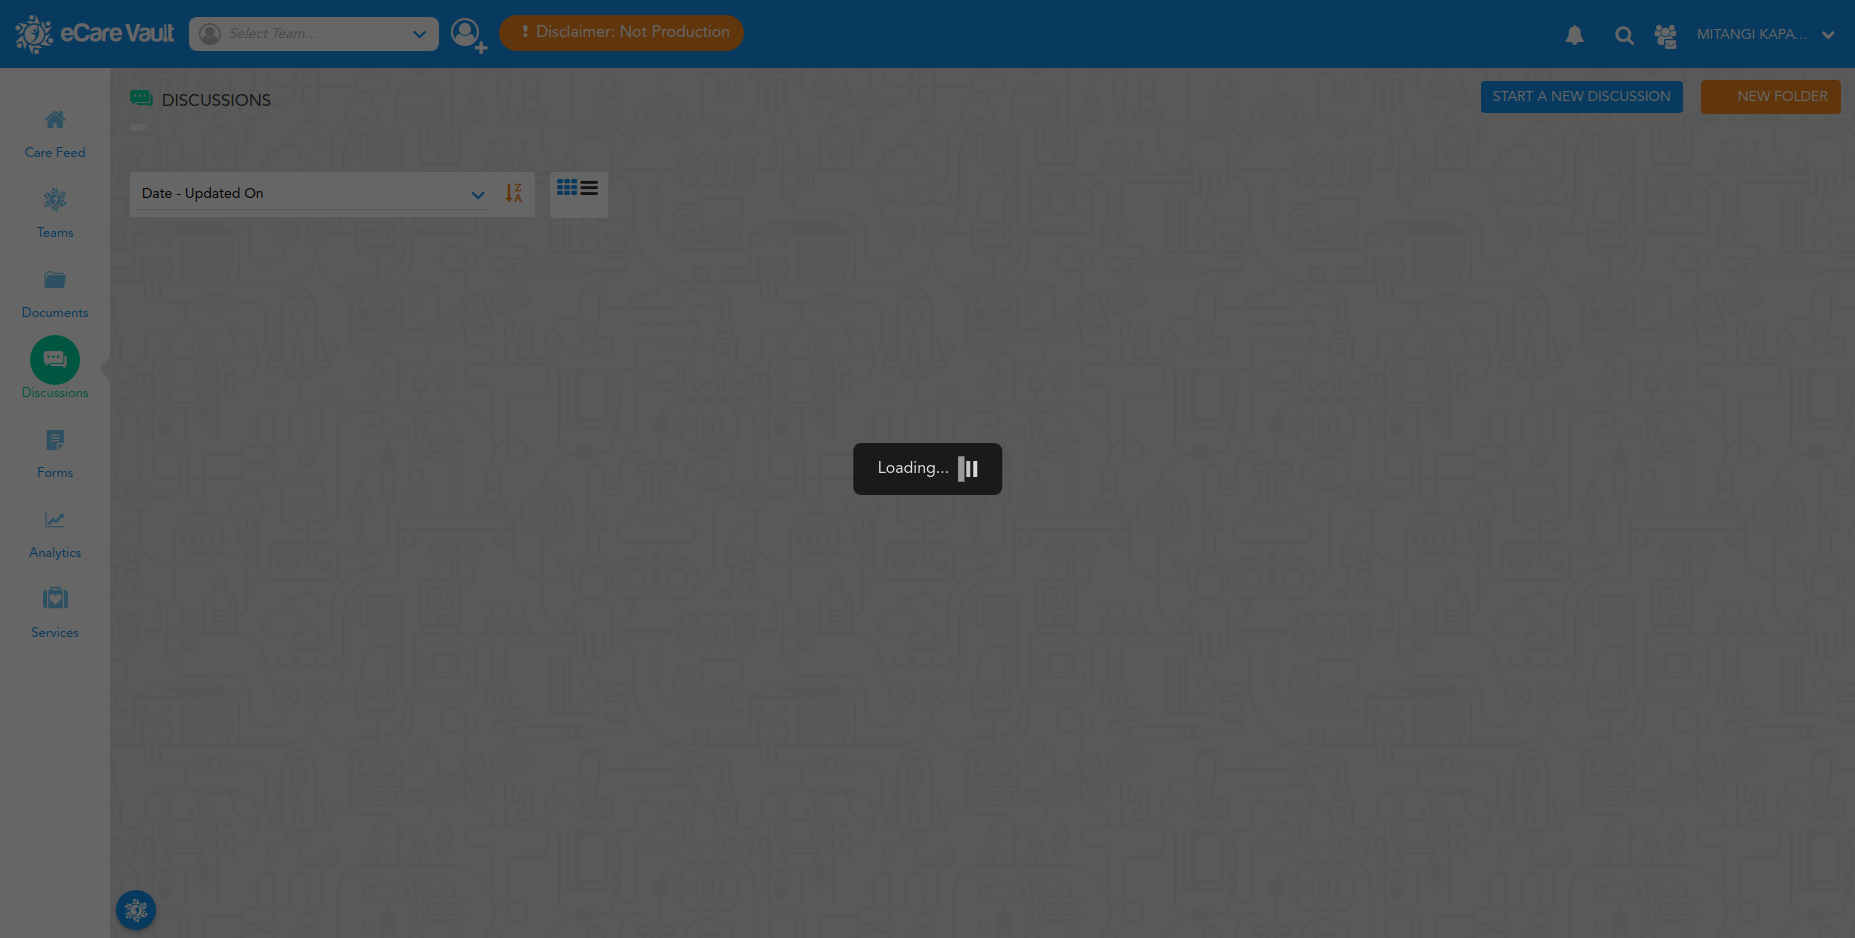 eCare Vault
Select Team...
Disclaimer: Not Production
MITANGI KAPA...
DISCUSSIONS
START A NEW DISCUSSION
NEW FOLDER
Care Feed
Date - Updated On
Z
A
Teams
Documents
Discussions
Loading...
Forms
Analytics
Services